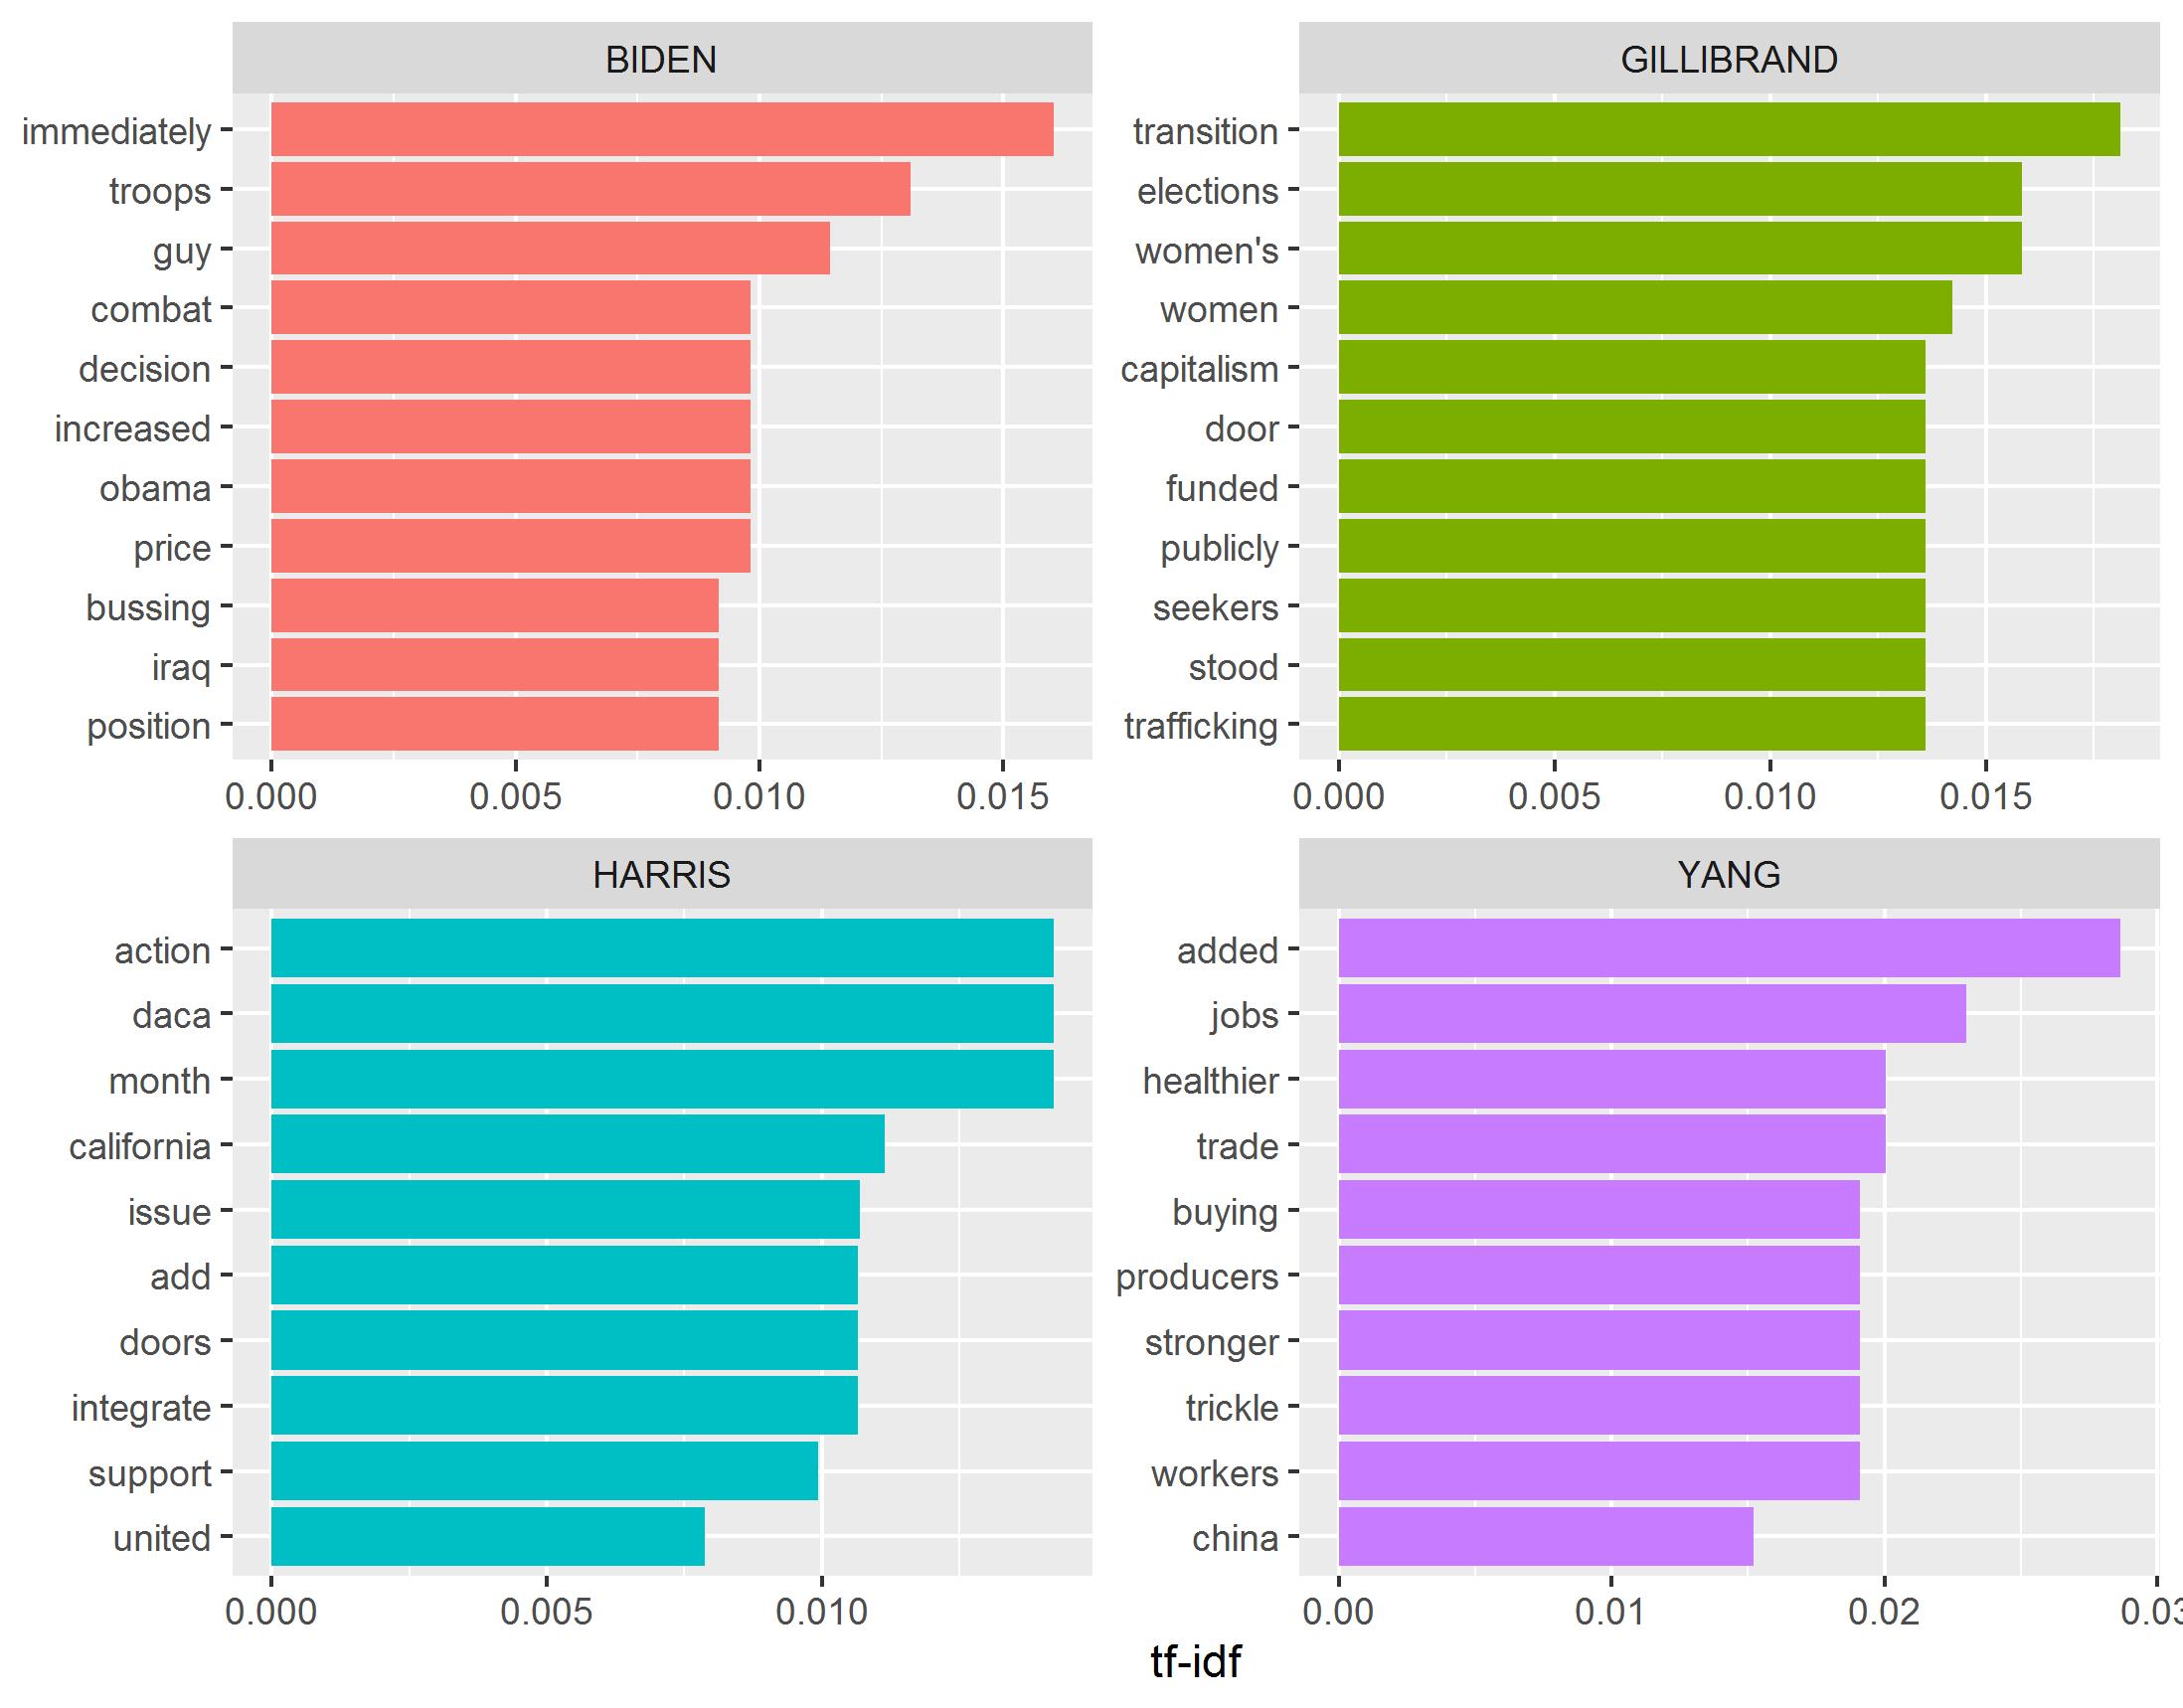 BIDEN
immediately
troops
guy
combat
decision
increased
obama
price
bussing
iraq
position
0.000 0.005 0.010 0.015
GILLIBRAND
transition
elections
women's
women
capitalism
door
funded
publicly
seekers
stood
trafficking
0.000 0.005 0.010 0.015
HARRIS
action
daca
month
california
issue
add
doors
integrate
support
united
0.000 0.005 0.010
YANG
added
jobs
healthier
trade
buying
producers
stronger
trickle
workers
china
0.00 0.01 0.02 0.03
tf-idf